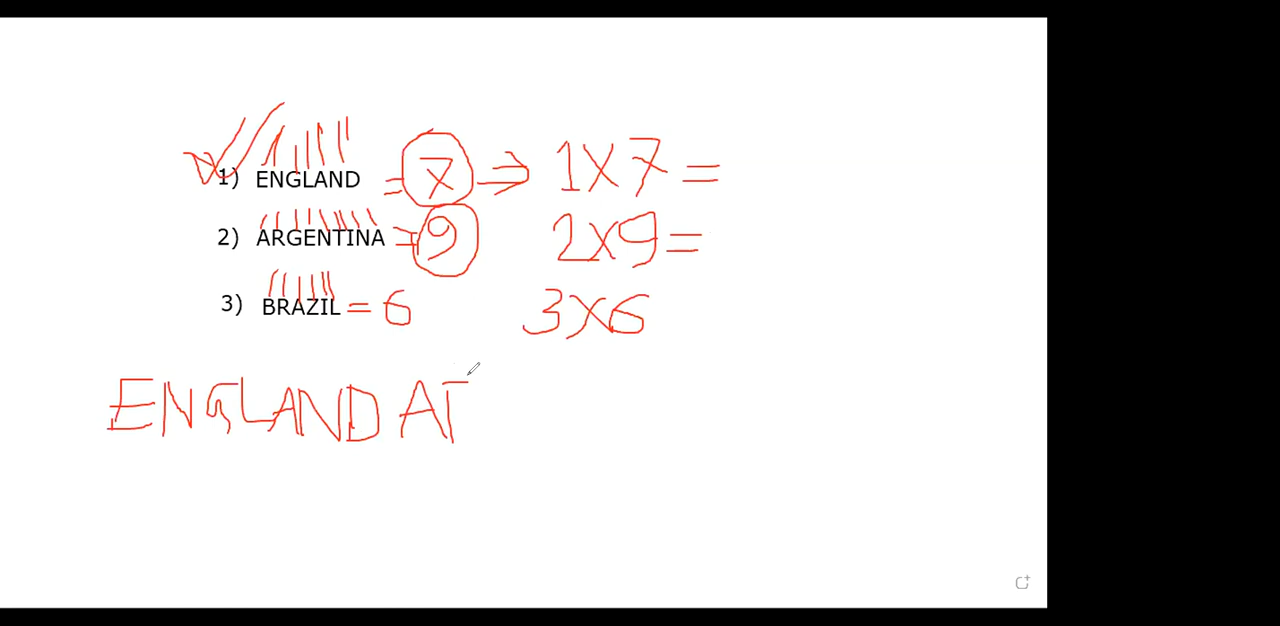 1) ENGLAND = 7 ⇒ 1X7 =
2) ARGENTINA = 9 2X9 =
3) BRAZIL = 6 3X6
ENGLAND AT